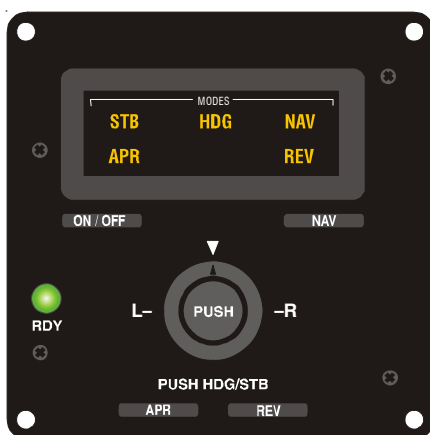 MODES
STB HDG NAV
APR REV
ON / OFF NAV
L– PUSH –R
RDY
PUSH HDG/STB
APR REV